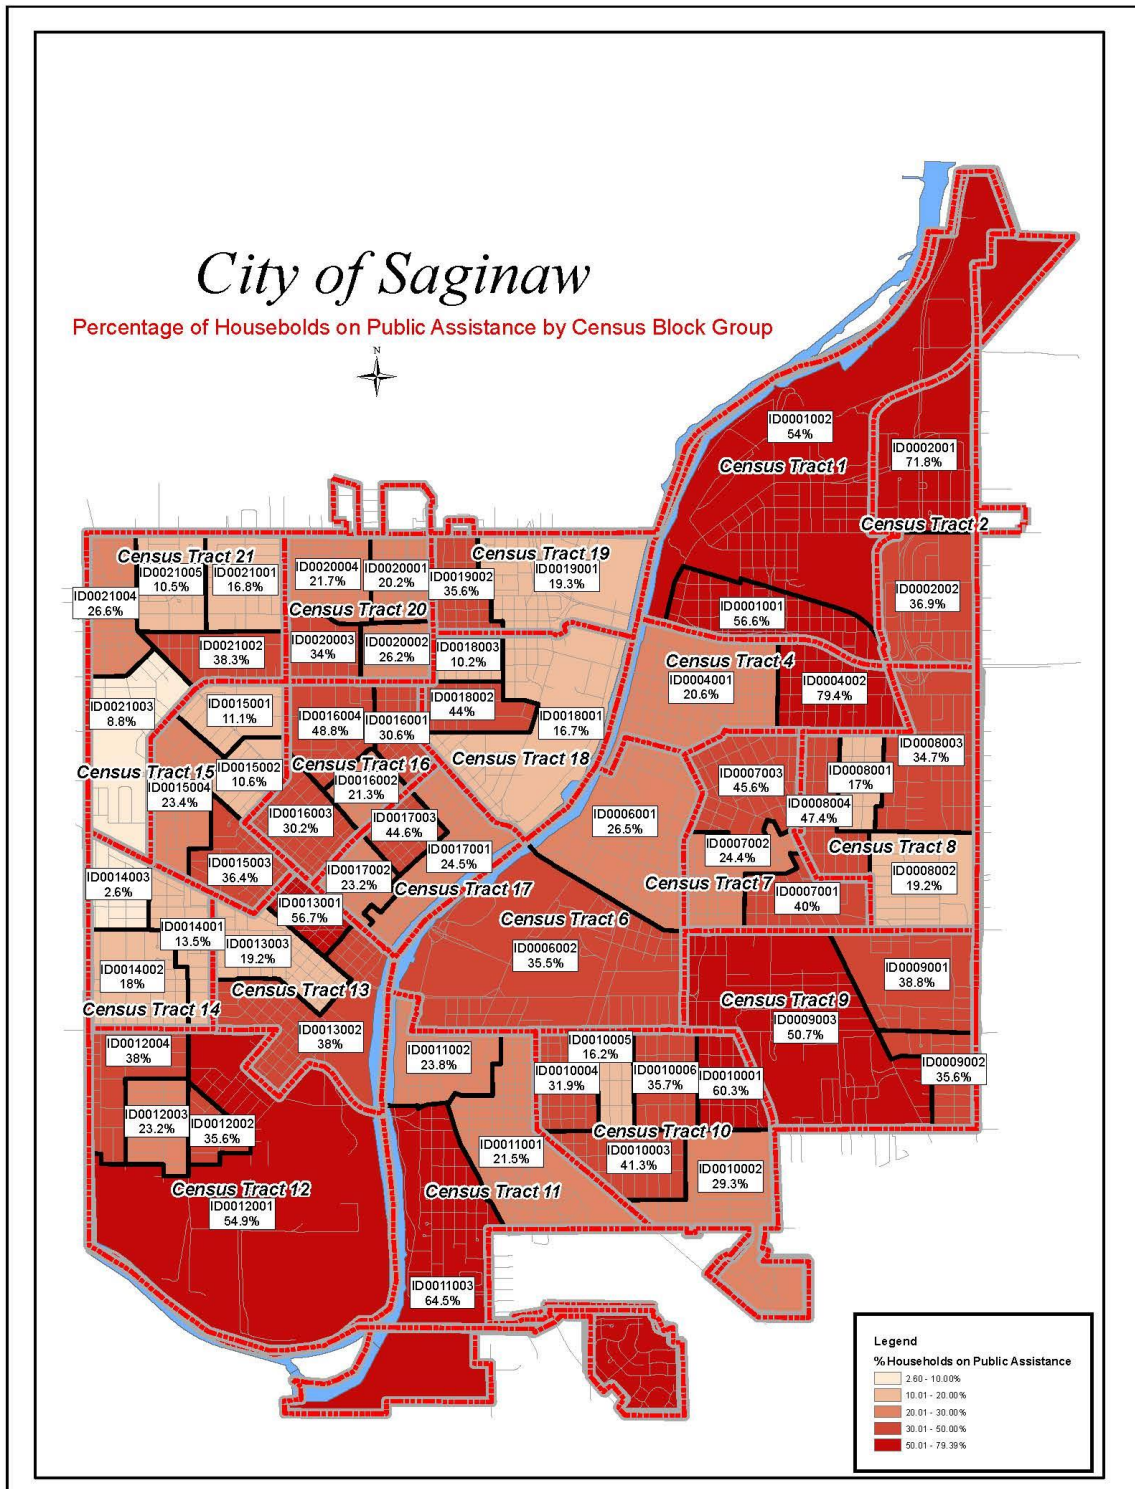 City of Saginaw
Percentage of Housebolds on Public Assistance by Census Block Group
N
ID0001002
54%
Census Tract 1
ID0002001
71.8%
Census Tract 2
ID0002002
36.9%
ID0001001
56.6%
Census Tract 21
ID0021005
10.5%
ID0021001
16.8%
ID0021004
26.6%
ID0021002
38.3%
ID0021003
8.8%
ID0020004
21.7%
ID0020001
20.2%
Census Tract 20
ID0020003
34%
ID0020002
26.2%
Census Tract 19
ID0019001
19.3%
ID0019002
35.6%
ID0018003
10.2%
ID0018002
44%
ID0018001
16.7%
Census Tract 18
Census Tract 4
ID0004001
20.6%
ID0004002
79.4%
ID0015001
11.1%
ID0015002
10.6%
Census Tract 15
ID0015004
23.4%
ID0015003
36.4%
ID0016004
48.8%
ID0016001
30.6%
Census Tract 16
ID0016002
21.3%
ID0016003
30.2%
ID0017003
44.6%
ID0017001
24.5%
ID0017002
23.2%
Census Tract 17
ID0008003
34.7%
ID0008001
17%
ID0008004
47.4%
Census Tract 8
ID0008002
19.2%
ID0007003
45.6%
ID0007002
24.4%
Census Tract 7
ID0007001
40%
ID0006001
26.5%
Census Tract 6
ID0006002
35.5%
ID0014003
2.6%
ID0014001
13.5%
ID0014002
18%
Census Tract 14
ID0013001
56.7%
ID0013003
19.2%
Census Tract 13
ID0013002
38%
ID0009001
38.8%
Census Tract 9
ID0009003
50.7%
ID0009002
35.6%
ID0012004
38%
ID0012003
23.2%
ID0012002
35.6%
Census Tract 12
ID0012001
54.9%
ID0011002
23.8%
ID0011001
21.5%
Census Tract 11
ID0011003
64.5%
ID0010005
16.2%
ID0010004
31.9%
ID0010006
35.7%
ID0010001
60.3%
Census Tract 10
ID0010003
41.3%
ID0010002
29.3%
Legend
% Households on Public Assistance
2.60 - 10.00%
10.01 - 20.00%
20.01 - 30.00%
30.01 - 50.00%
50.01 - 79.39%